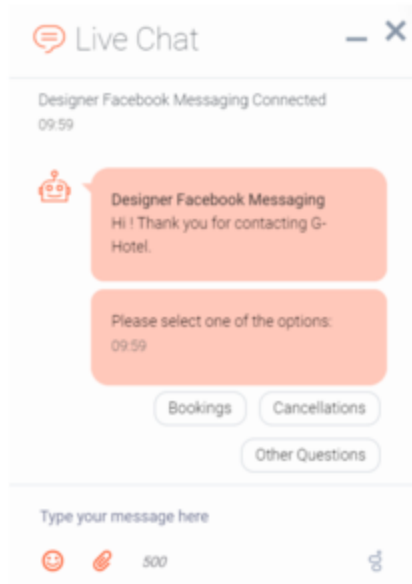 Live Chat
Designer Facebook Messaging Connected
09:59
Designer Facebook Messaging
Hi ! Thank you for contacting G-
Hotel.
Please select one of the options:
09:59
Bookings
Cancellations
Other Questions
Type your message here
500